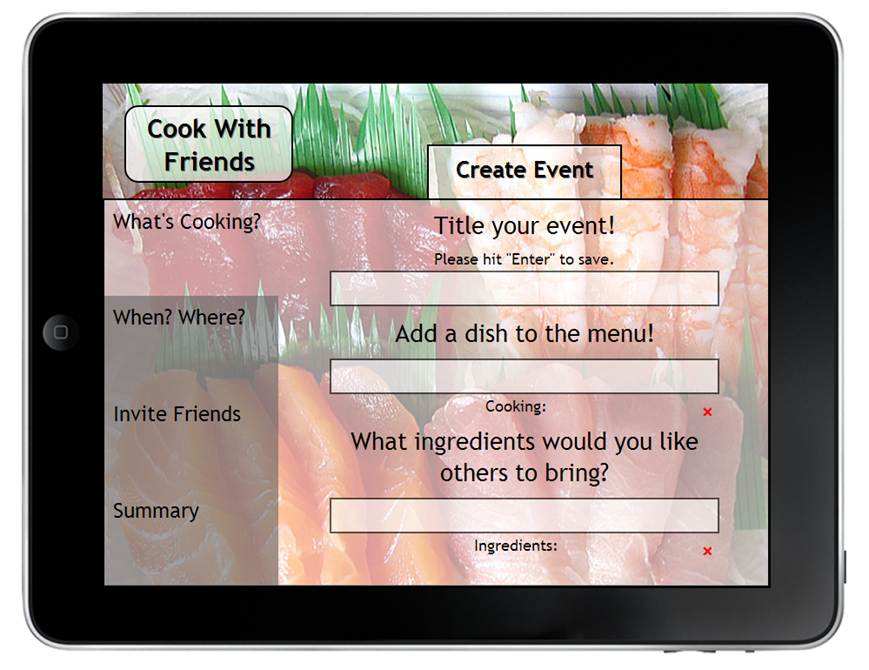 Cook With
Friends
Create Event
What's Cooking?
When? Where?
Invite Friends
Summary
Title your event!
Please hit "Enter" to save.
Add a dish to the menu!
Cooking:
×
What ingredients would you like
others to bring?
Ingredients:
×